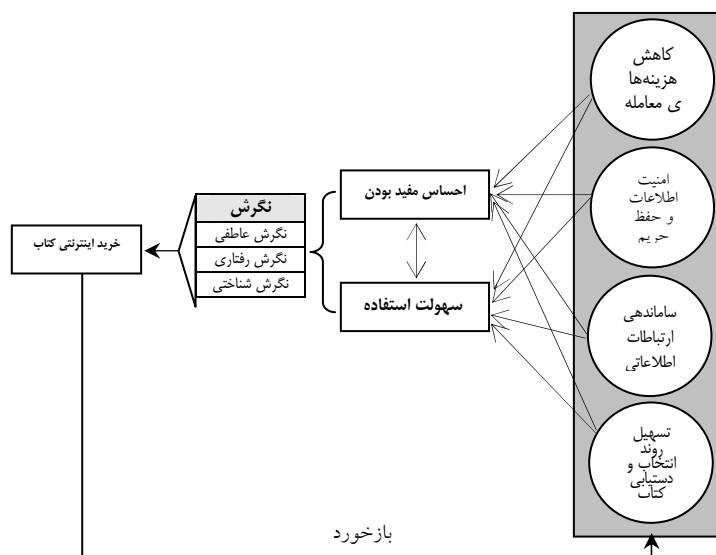 کاهش
هزینه‌ها
ی معامله
امنیت
اطلاعات
و حفظ
حریم
ساماندهی
ارتباطات
اطلاعاتی
تسهیل
روند
انتخاب و
دستیابی
کتاب
احساس مفید بودن
سهولت استفاده
نگرش
نگرش عاطفی
نگرش رفتاری
نگرش شناختی
خرید اینترنتی کتاب
بازخورد